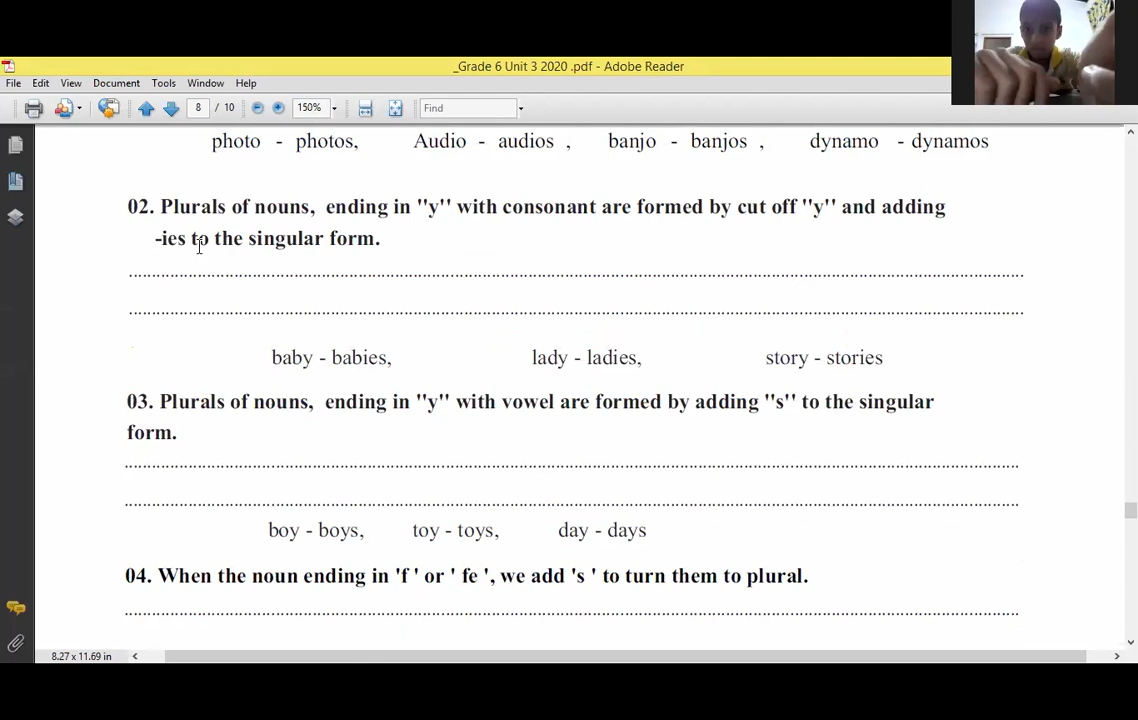 _Grade 6 Unit 3 2020 .pdf - Adobe Reader
File Edit View Document Tools Window Help
8 / 10 150% Find
photo - photos, Audio - audios , banjo - banjos , dynamo - dynamos
02. Plurals of nouns, ending in "y" with consonant are formed by cut off "y" and adding
-ies to the singular form.
baby - babies, lady - ladies, story - stories
03. Plurals of nouns, ending in "y" with vowel are formed by adding "s" to the singular
form.
boy - boys, toy - toys, day - days
04. When the noun ending in 'f ' or ' fe ', we add 's ' to turn them to plural.
8.27 x 11.69 in